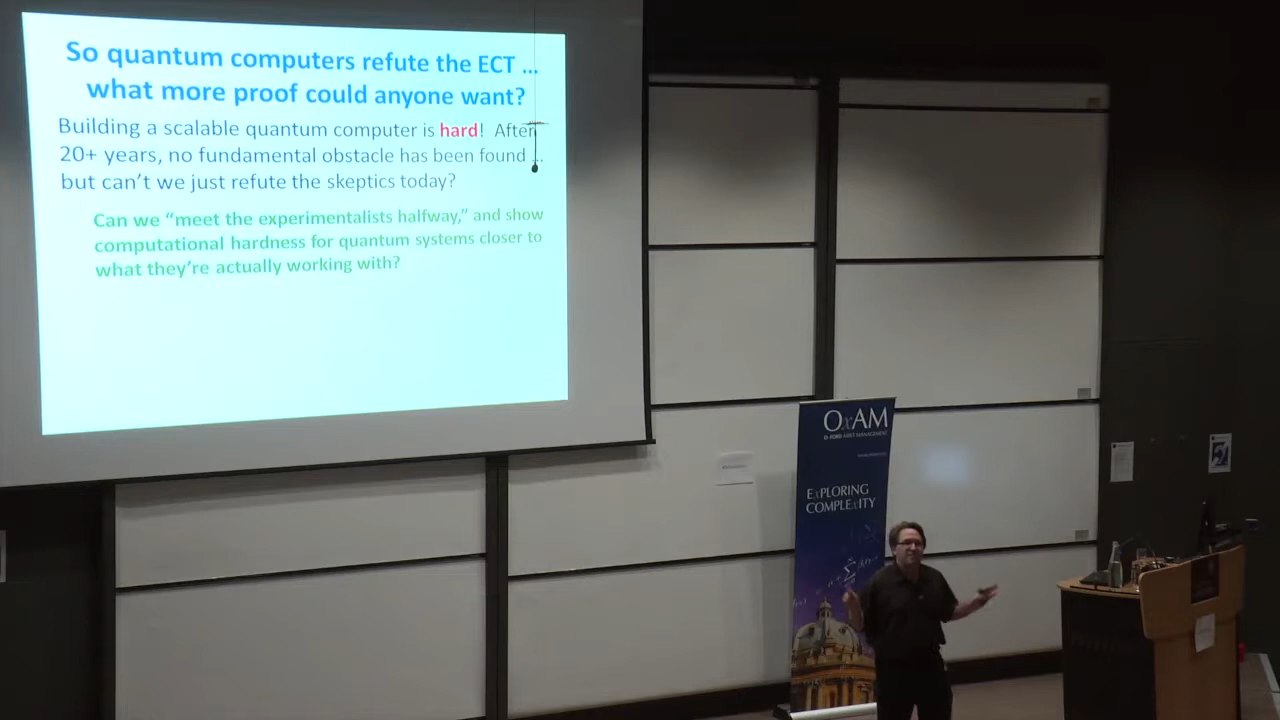 So quantum computers refute the ECT …
what more proof could anyone want?
Building a scalable quantum computer is hard! After
20+ years, no fundamental obstacle has been found …
but can't we just refute the skeptics today?
Can we “meet the experimentalists halfway,” and show
computational hardness for quantum systems closer to
what they're actually working with?
OxAM
ExPLORING
COMPLExITY